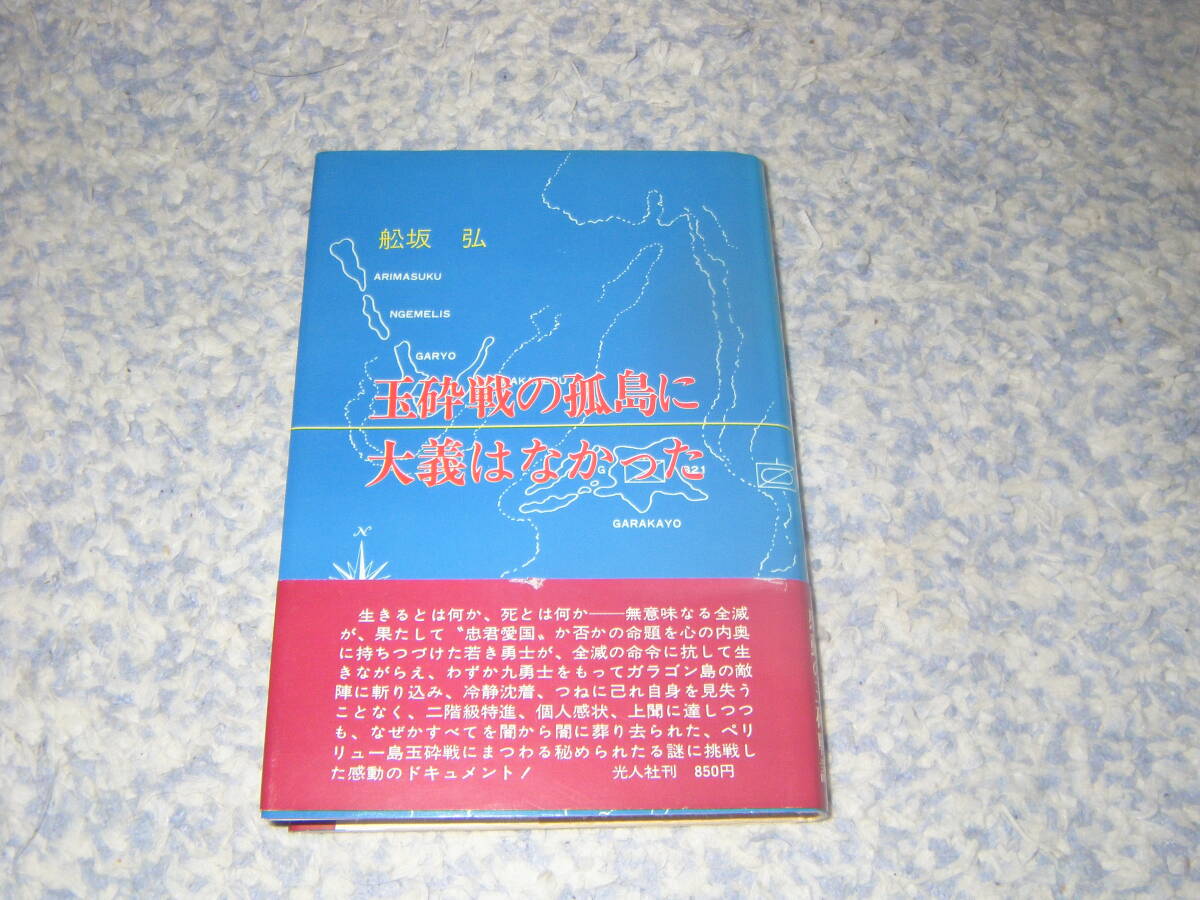 舩坂 弘
ARIMASUKU
NGEMELIS
GARYO
玉砕戦の孤島に
大義はなかった
GARAKAYO
N
生きるとは何か、死とは何か――無意味なる全滅
が、果たして〝忠君愛国〟か否かの命題を心の内奥
に持ちつづけた若き勇士が、全滅の命令に抗して生
きながらえ、わずか九勇士をもってガラゴン島の敵
陣に斬り込み、冷静沈着、つねに己れ自身を見失う
ことなく、二階級特進、個人感状、上聞に達しつつ
も、なぜかすべてを闇から闇に葬り去られた、ペリ
リュー島玉砕戦にまつわる秘められたる謎に挑戦し
た感動のドキュメント！ 光人社刊 850円